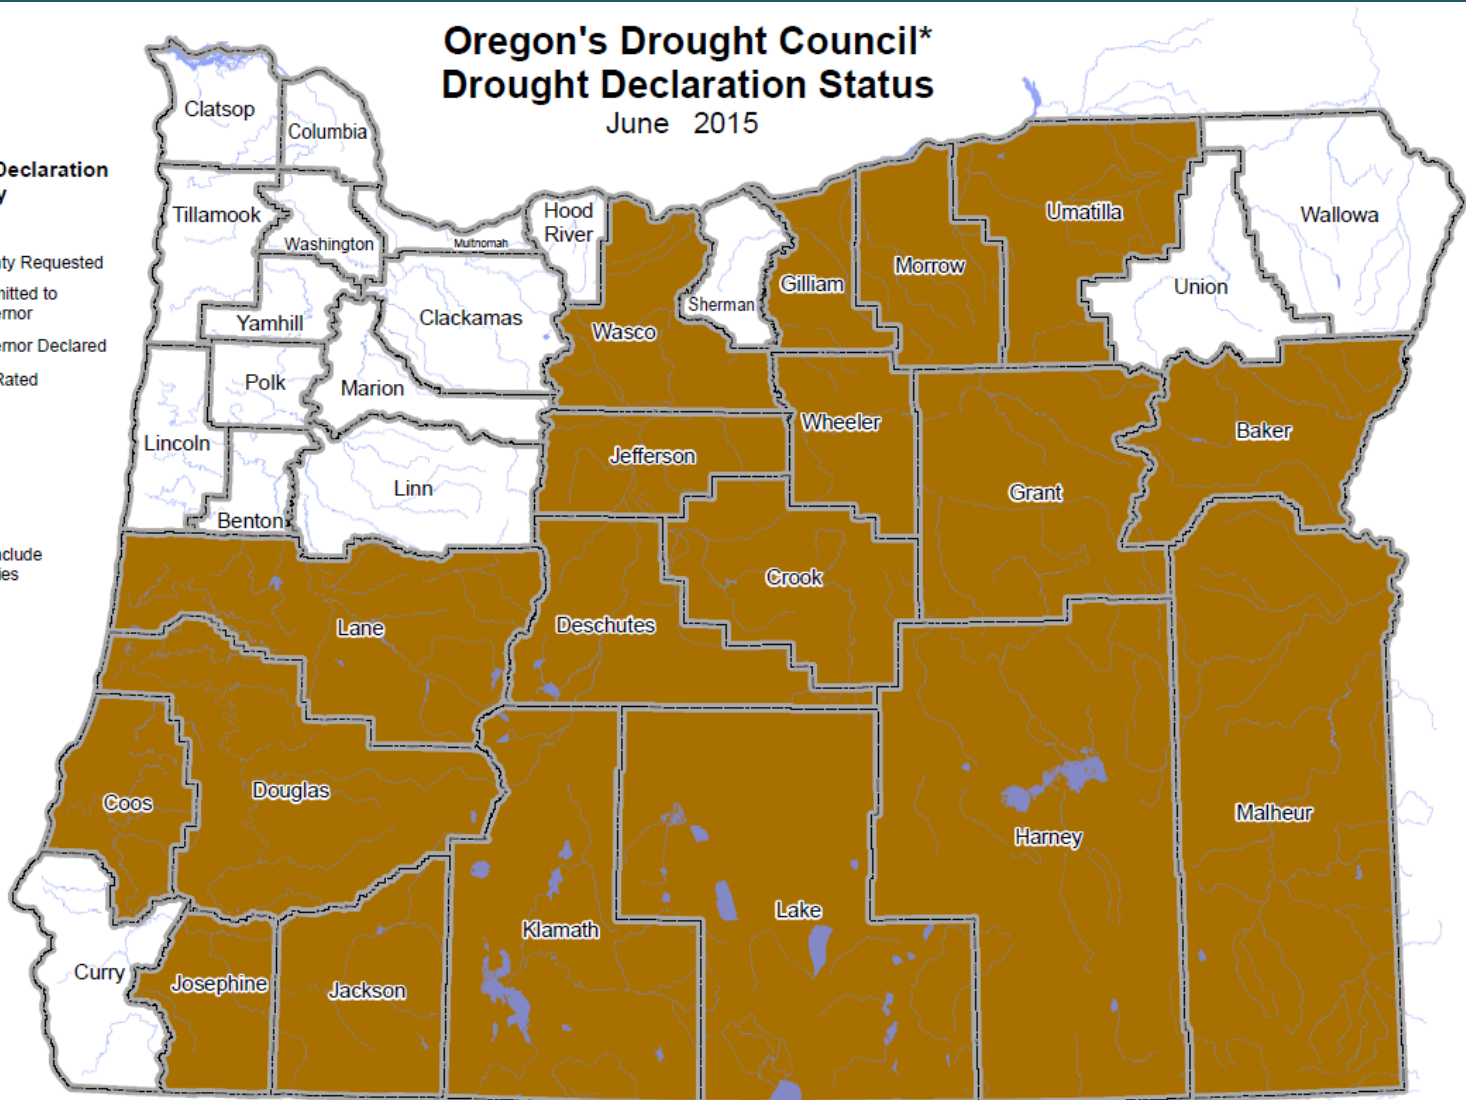 Oregon's Drought Council*
Drought Declaration Status
June 2015
Declaration
y
ty Requested
itted to
ernor
ernor Declared
Rated
clude
ies
Clatsop
Columbia
Tillamook
Washington
Multnomah
Hood
River
Yamhill
Clackamas
Polk
Marion
Lincoln
Linn
Benton
Wasco
Sherman
Gilliam
Morrow
Umatilla
Union
Wallowa
Jefferson
Wheeler
Grant
Baker
Crook
Deschutes
Lane
Douglas
Coos
Curry
Josephine
Jackson
Klamath
Lake
Harney
Malheur